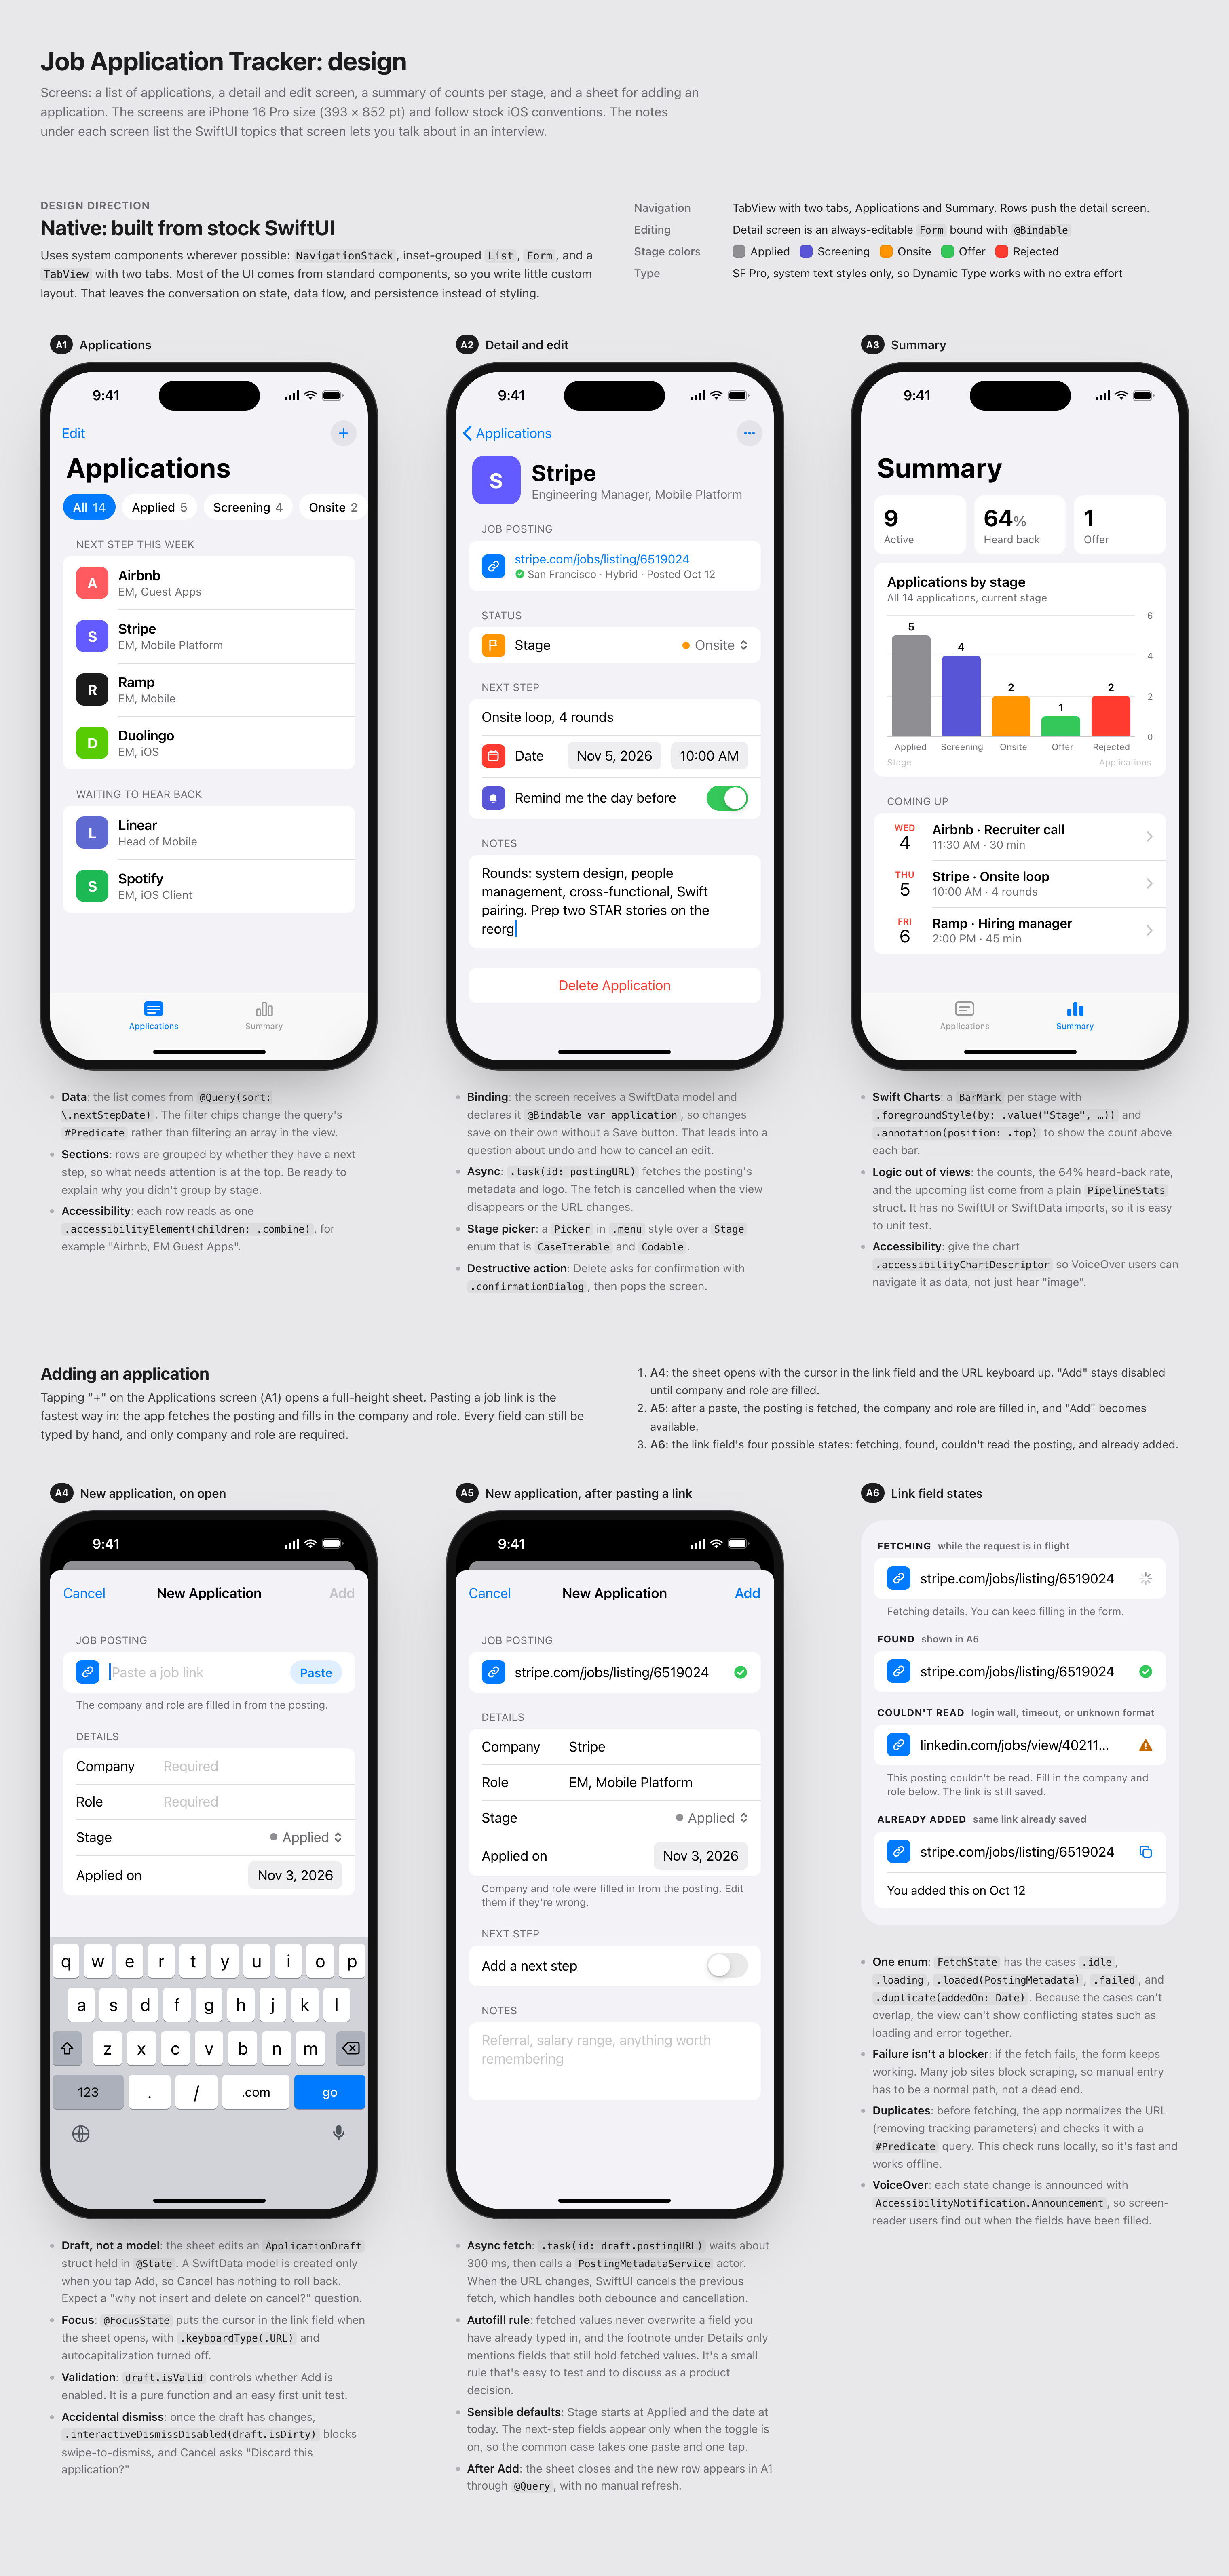 Job Application Tracker: design
Screens: a list of applications, a detail and edit screen, a summary of counts per stage, and a sheet for adding an
application. The screens are iPhone 16 Pro size (393 × 852 pt) and follow stock iOS conventions. The notes
under each screen list the SwiftUI topics that screen lets you talk about in an interview.
DESIGN DIRECTION
Native: built from stock SwiftUI
Uses system components wherever possible: NavigationStack, inset-grouped List, Form, and a
TabView with two tabs. Most of the UI comes from standard components, so you write little custom
layout. That leaves the conversation on state, data flow, and persistence instead of styling.
Navigation TabView with two tabs, Applications and Summary. Rows push the detail screen.
Editing Detail screen is an always-editable Form bound with @Bindable
Stage colors Applied Screening Onsite Offer Rejected
Type SF Pro, system text styles only, so Dynamic Type works with no extra effort
A1 Applications
9:41
Edit +
Applications
All 14 Applied 5 Screening 4 Onsite 2
NEXT STEP THIS WEEK
A Airbnb
EM, Guest Apps
S Stripe
EM, Mobile Platform
R Ramp
EM, Mobile
D Duolingo
EM, iOS
WAITING TO HEAR BACK
L Linear
Head of Mobile
S Spotify
EM, iOS Client
Applications Summary
Data: the list comes from @Query(sort:
\.nextStepDate). The filter chips change the query's
#Predicate rather than filtering an array in the view.
Sections: rows are grouped by whether they have a next
step, so what needs attention is at the top. Be ready to
explain why you didn't group by stage.
Accessibility: each row reads as one
.accessibilityElement(children: .combine), for
example "Airbnb, EM Guest Apps".
A2 Detail and edit
9:41
Applications
S Stripe
Engineering Manager, Mobile Platform
JOB POSTING
stripe.com/jobs/listing/6519024
San Francisco · Hybrid · Posted Oct 12
STATUS
Stage Onsite
NEXT STEP
Onsite loop, 4 rounds
Date Nov 5, 2026 10:00 AM
Remind me the day before
NOTES
Rounds: system design, people
management, cross-functional, Swift
pairing. Prep two STAR stories on the
reorg
Delete Application
Binding: the screen receives a SwiftData model and
declares it @Bindable var application, so changes
save on their own without a Save button. That leads into a
question about undo and how to cancel an edit.
Async: .task(id: postingURL) fetches the posting's
metadata and logo. The fetch is cancelled when the view
disappears or the URL changes.
Stage picker: a Picker in .menu style over a Stage
enum that is CaseIterable and Codable.
Destructive action: Delete asks for confirmation with
.confirmationDialog, then pops the screen.
A3 Summary
9:41
Summary
9
Active
64%
Heard back
1
Offer
Applications by stage
All 14 applications, current stage
6
4
2
0
5
4
2
1
2
Applied Screening Onsite Offer Rejected
Stage Applications
COMING UP
WED
4
Airbnb · Recruiter call
11:30 AM · 30 min
THU
5
Stripe · Onsite loop
10:00 AM · 4 rounds
FRI
6
Ramp · Hiring manager
2:00 PM · 45 min
Applications Summary
Swift Charts: a BarMark per stage with
.foregroundStyle(by: .value("Stage", …)) and
.annotation(position: .top) to show the count above
each bar.
Logic out of views: the counts, the 64% heard-back rate,
and the upcoming list come from a plain PipelineStats
struct. It has no SwiftUI or SwiftData imports, so it is easy
to unit test.
Accessibility: give the chart
.accessibilityChartDescriptor so VoiceOver users can
navigate it as data, not just hear "image".
Adding an application
Tapping "+" on the Applications screen (A1) opens a full-height sheet. Pasting a job link is the
fastest way in: the app fetches the posting and fills in the company and role. Every field can still be
typed by hand, and only company and role are required.
1. A4: the sheet opens with the cursor in the link field and the URL keyboard up. "Add" stays disabled
until company and role are filled.
2. A5: after a paste, the posting is fetched, the company and role are filled in, and "Add" becomes
available.
3. A6: the link field's four possible states: fetching, found, couldn't read the posting, and already added.
A4 New application, on open
9:41
Cancel New Application Add
JOB POSTING
Paste a job link Paste
The company and role are filled in from the posting.
DETAILS
Company Required
Role Required
Stage Applied
Applied on Nov 3, 2026
q w e r t y u i o p
a s d f g h j k l
z x c v b n m
123 . / .com go
Draft, not a model: the sheet edits an ApplicationDraft
struct held in @State. A SwiftData model is created only
when you tap Add, so Cancel has nothing to roll back.
Expect a "why not insert and delete on cancel?" question.
Focus: @FocusState puts the cursor in the link field when
the sheet opens, with .keyboardType(.URL) and
autocapitalization turned off.
Validation: draft.isValid controls whether Add is
enabled. It is a pure function and an easy first unit test.
Accidental dismiss: once the draft has changes,
.interactiveDismissDisabled(draft.isDirty) blocks
swipe-to-dismiss, and Cancel asks "Discard this
application?"
A5 New application, after pasting a link
9:41
Cancel New Application Add
JOB POSTING
stripe.com/jobs/listing/6519024
DETAILS
Company Stripe
Role EM, Mobile Platform
Stage Applied
Applied on Nov 3, 2026
Company and role were filled in from the posting. Edit
them if they're wrong.
NEXT STEP
Add a next step
NOTES
Referral, salary range, anything worth
remembering
Async fetch: .task(id: draft.postingURL) waits about
300 ms, then calls a PostingMetadataService actor.
When the URL changes, SwiftUI cancels the previous
fetch, which handles both debounce and cancellation.
Autofill rule: fetched values never overwrite a field you
have already typed in, and the footnote under Details only
mentions fields that still hold fetched values. It's a small
rule that's easy to test and to discuss as a product
decision.
Sensible defaults: Stage starts at Applied and the date at
today. The next-step fields appear only when the toggle is
on, so the common case takes one paste and one tap.
After Add: the sheet closes and the new row appears in A1
through @Query, with no manual refresh.
A6 Link field states
FETCHING while the request is in flight
stripe.com/jobs/listing/6519024
Fetching details. You can keep filling in the form.
FOUND shown in A5
stripe.com/jobs/listing/6519024
COULDN'T READ login wall, timeout, or unknown format
linkedin.com/jobs/view/40211...
This posting couldn't be read. Fill in the company and
role below. The link is still saved.
ALREADY ADDED same link already saved
stripe.com/jobs/listing/6519024
You added this on Oct 12
One enum: FetchState has the cases .idle,
.loading, .loaded(PostingMetadata), .failed, and
.duplicate(addedOn: Date). Because the cases can't
overlap, the view can't show conflicting states such as
loading and error together.
Failure isn't a blocker: if the fetch fails, the form keeps
working. Many job sites block scraping, so manual entry
has to be a normal path, not a dead end.
Duplicates: before fetching, the app normalizes the URL
(removing tracking parameters) and checks it with a
#Predicate query. This check runs locally, so it's fast and
works offline.
VoiceOver: each state change is announced with
AccessibilityNotification.Announcement, so screen-
reader users find out when the fields have been filled.